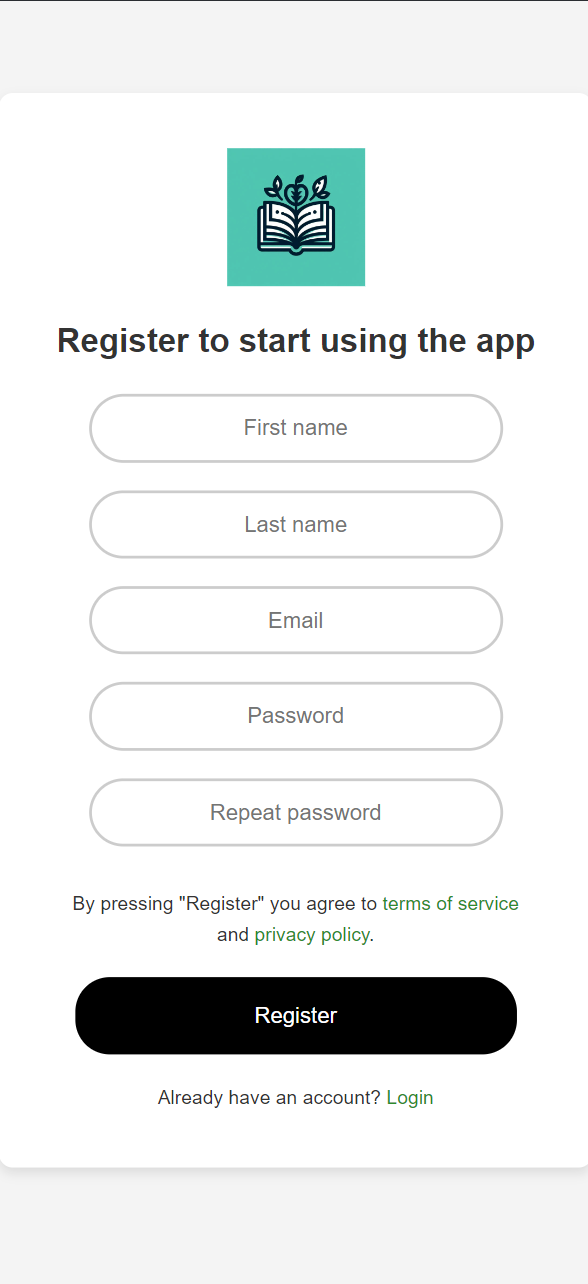 Register to start using the app
First name
Last name
Email
Password
Repeat password
By pressing "Register" you agree to terms of service
and privacy policy.
Register
Already have an account? Login